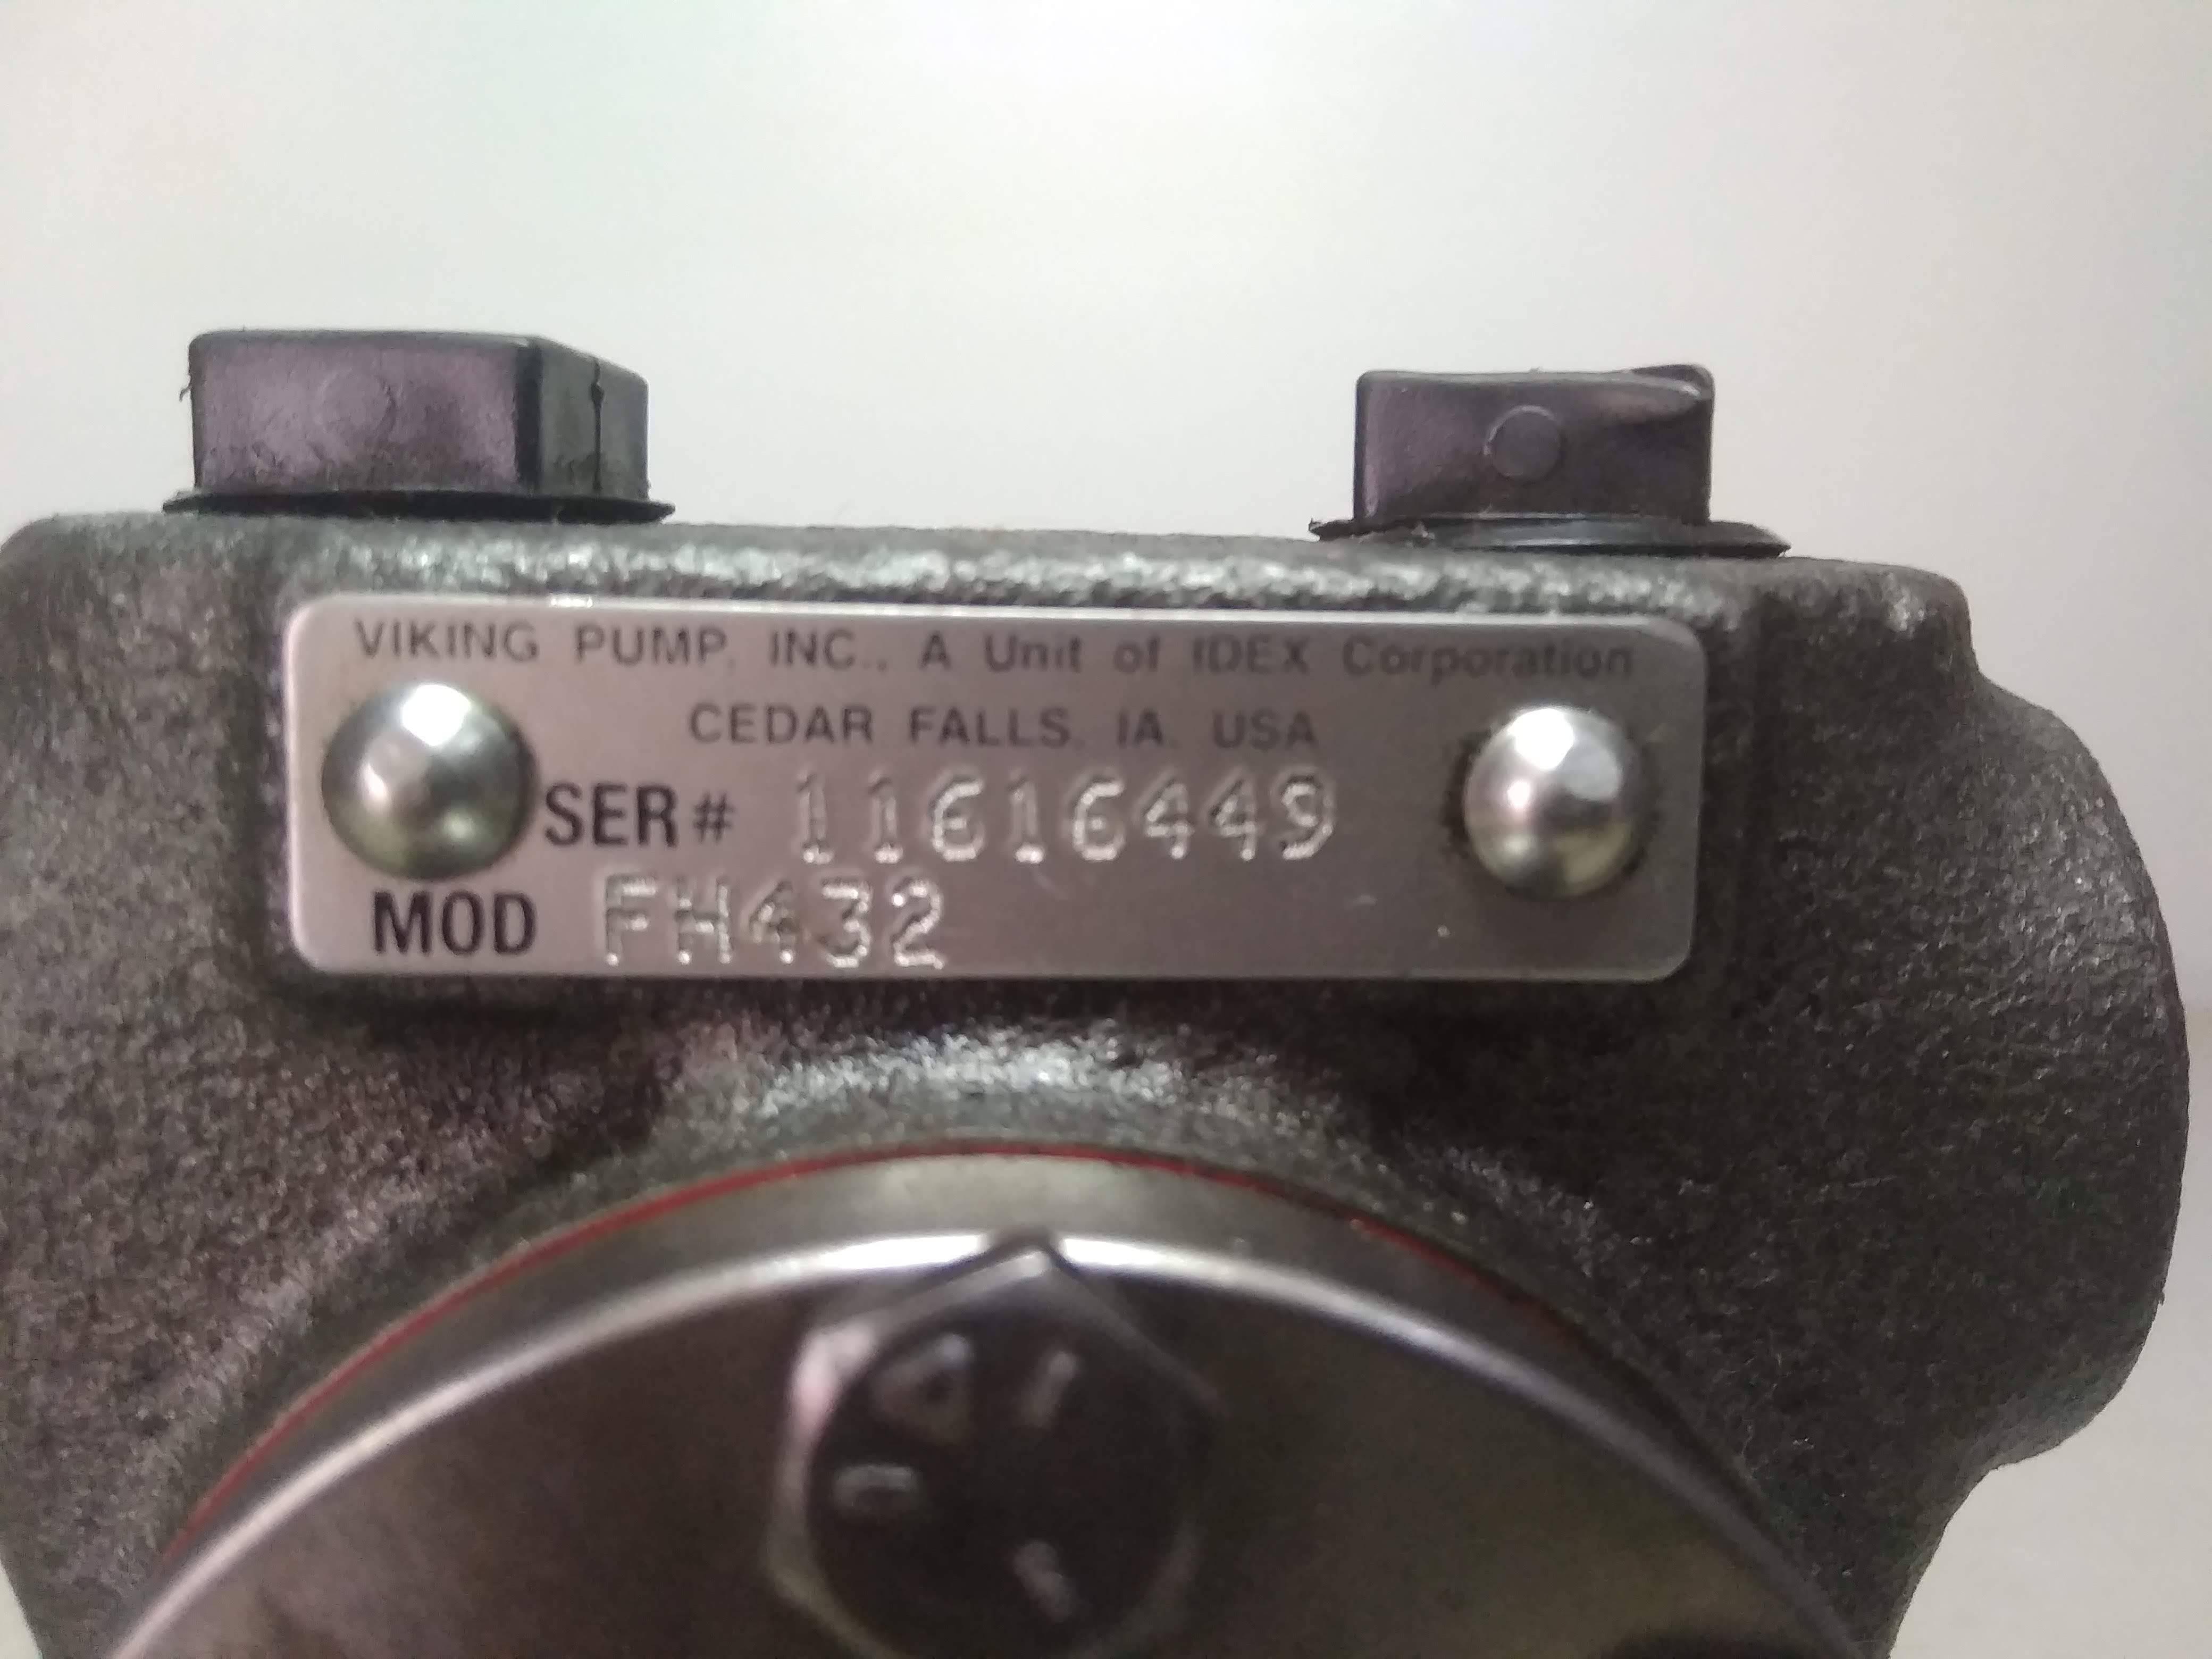 VIKING PUMP, INC., A Unit of IDEX Corporation
CEDAR FALLS, IA. USA
SER# 11616449
MOD FH432